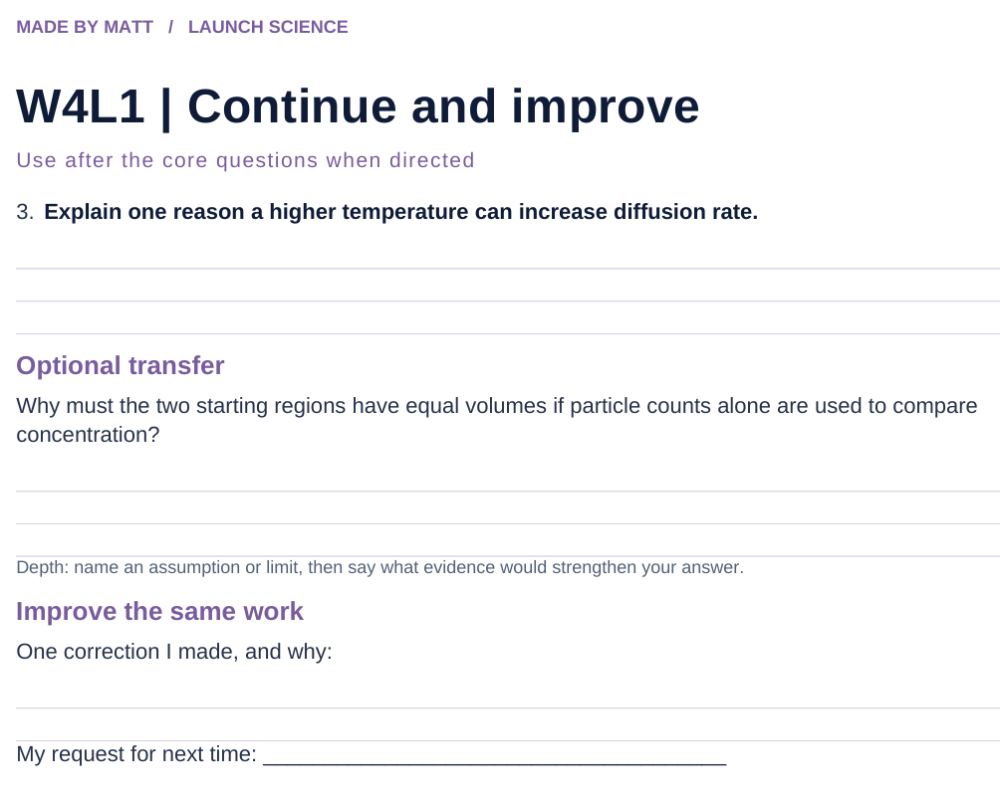 MADE BY MATT / LAUNCH SCIENCE
W4L1 | Continue and improve
Use after the core questions when directed
3. Explain one reason a higher temperature can increase diffusion rate.
Optional transfer
Why must the two starting regions have equal volumes if particle counts alone are used to compare
concentration?
Depth: name an assumption or limit, then say what evidence would strengthen your answer.
Improve the same work
One correction I made, and why:
My request for next time: ______________________________________